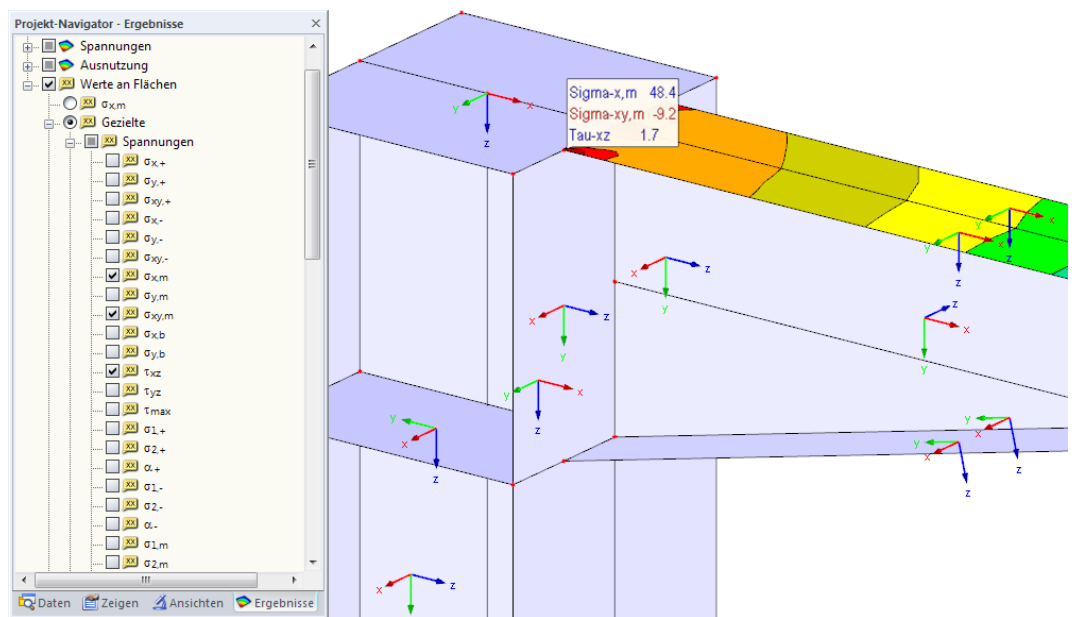 Projekt-Navigator - Ergebnisse
Spannungen
Ausnutzung
Werte an Flächen
σx,m
Gezielte
Spannungen
σx,+
σy,+
σxy,+
σx,-
σy,-
σxy,-
σx,m
σy,m
σxy,m
σx,b
σy,b
τxz
τyz
τmax
σ1,+
σ2,+
α+
σ1,-
σ2,-
α-
σ1,m
σ2,m
Daten Zeigen Ansichten Ergebnisse
Sigma-x,m 48.4
Sigma-xy,m -9.2
Tau-xz 1.7
y x
z
y x
z
y x
z
x z
y
z
x
y
x z
y
y x
z
y
x
z
y
x
z
y
x
z
x z
y